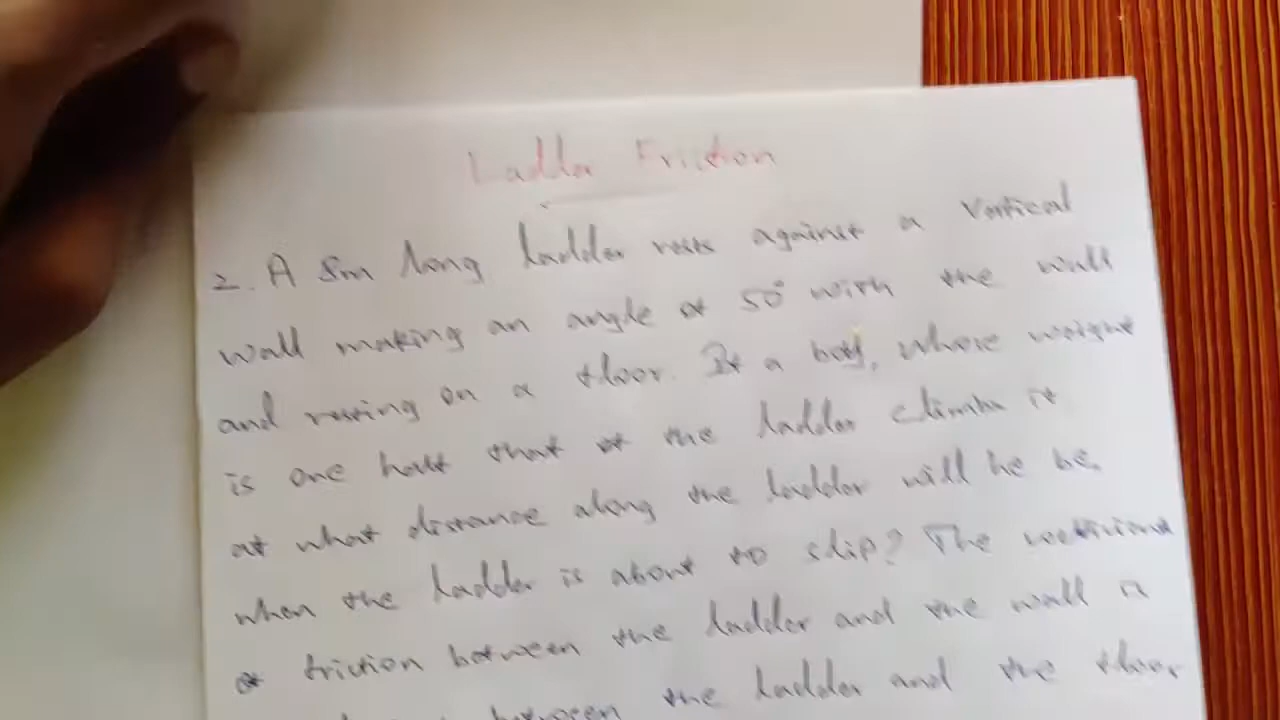 Ladder Friction
2. A 8m long ladder rests against a vertical
wall making an angle of 50° with the wall
and resting on a floor. If a boy, whose weight
is one half that of the ladder climbs it
at what distance along the ladder will he be
when the ladder is about to slip? The coefficient
of friction between the ladder and the wall is
between the ladder and the floor